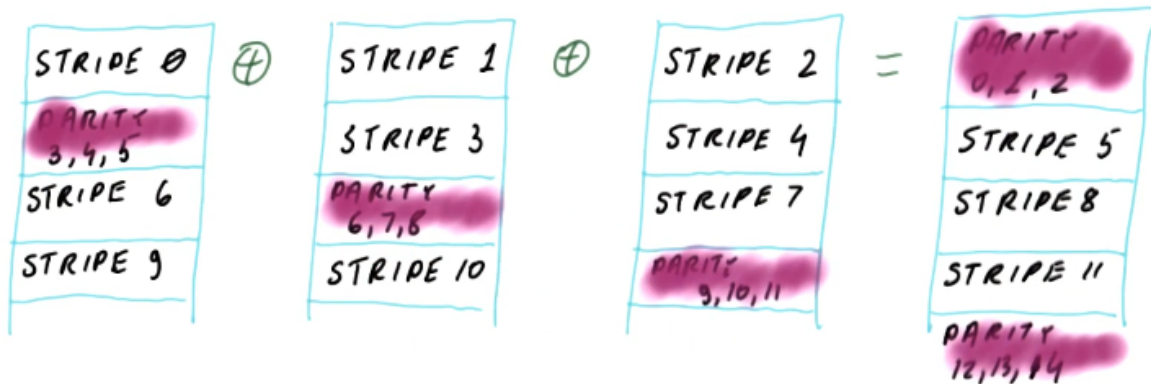 STRIPE 0 ⊕ STRIPE 1 ⊕ STRIPE 2 = PARITY
0, 1, 2
PARITY
3, 4, 5
STRIPE 3
STRIPE 4
STRIPE 5
STRIPE 6
PARITY
6, 7, 8
STRIPE 7
STRIPE 8
STRIPE 9
STRIPE 10
PARITY
9, 10, 11
STRIPE 11
PARITY
12, 13, 14